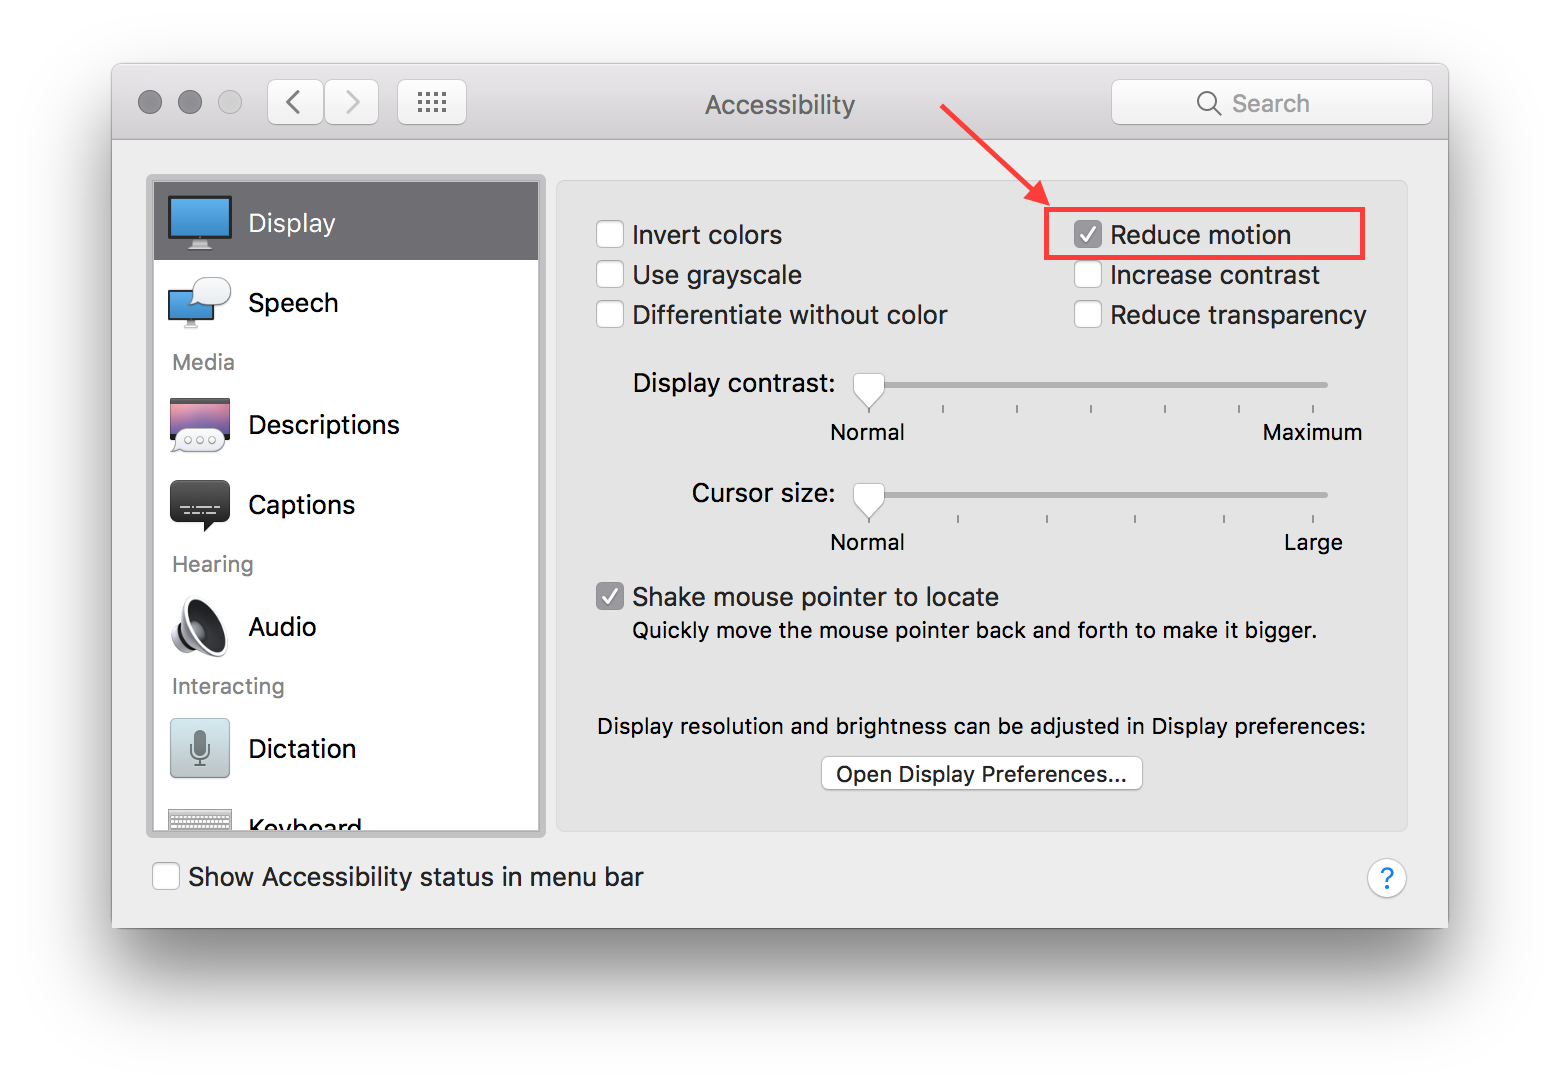 Accessibility
Search
Display
Speech
Media
Descriptions
Captions
Hearing
Audio
Interacting
Dictation
Keyboard
Invert colors
Use grayscale
Differentiate without color
Reduce motion
Increase contrast
Reduce transparency
Display contrast:
Normal
Maximum
Cursor size:
Normal
Large
Shake mouse pointer to locate
Quickly move the mouse pointer back and forth to make it bigger.
Display resolution and brightness can be adjusted in Display preferences:
Open Display Preferences...
Show Accessibility status in menu bar
?